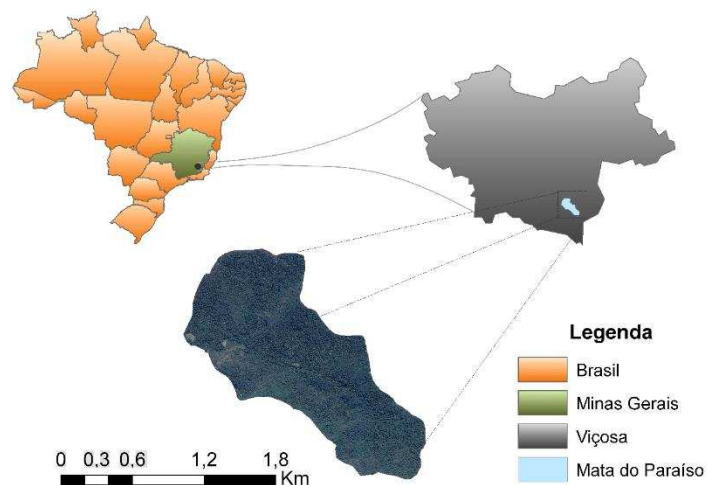 Legenda
Brasil
Minas Gerais
Viçosa
Mata do Paraíso
0 0,3 0,6 1,2 1,8
Km